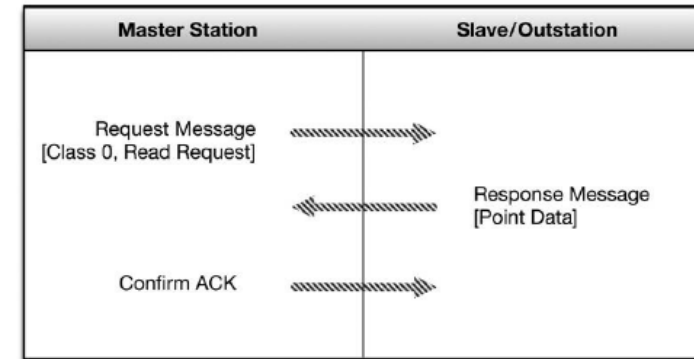 Master Station
Slave/Outstation
Request Message
[Class 0, Read Request]
Response Message
[Point Data]
Confirm ACK